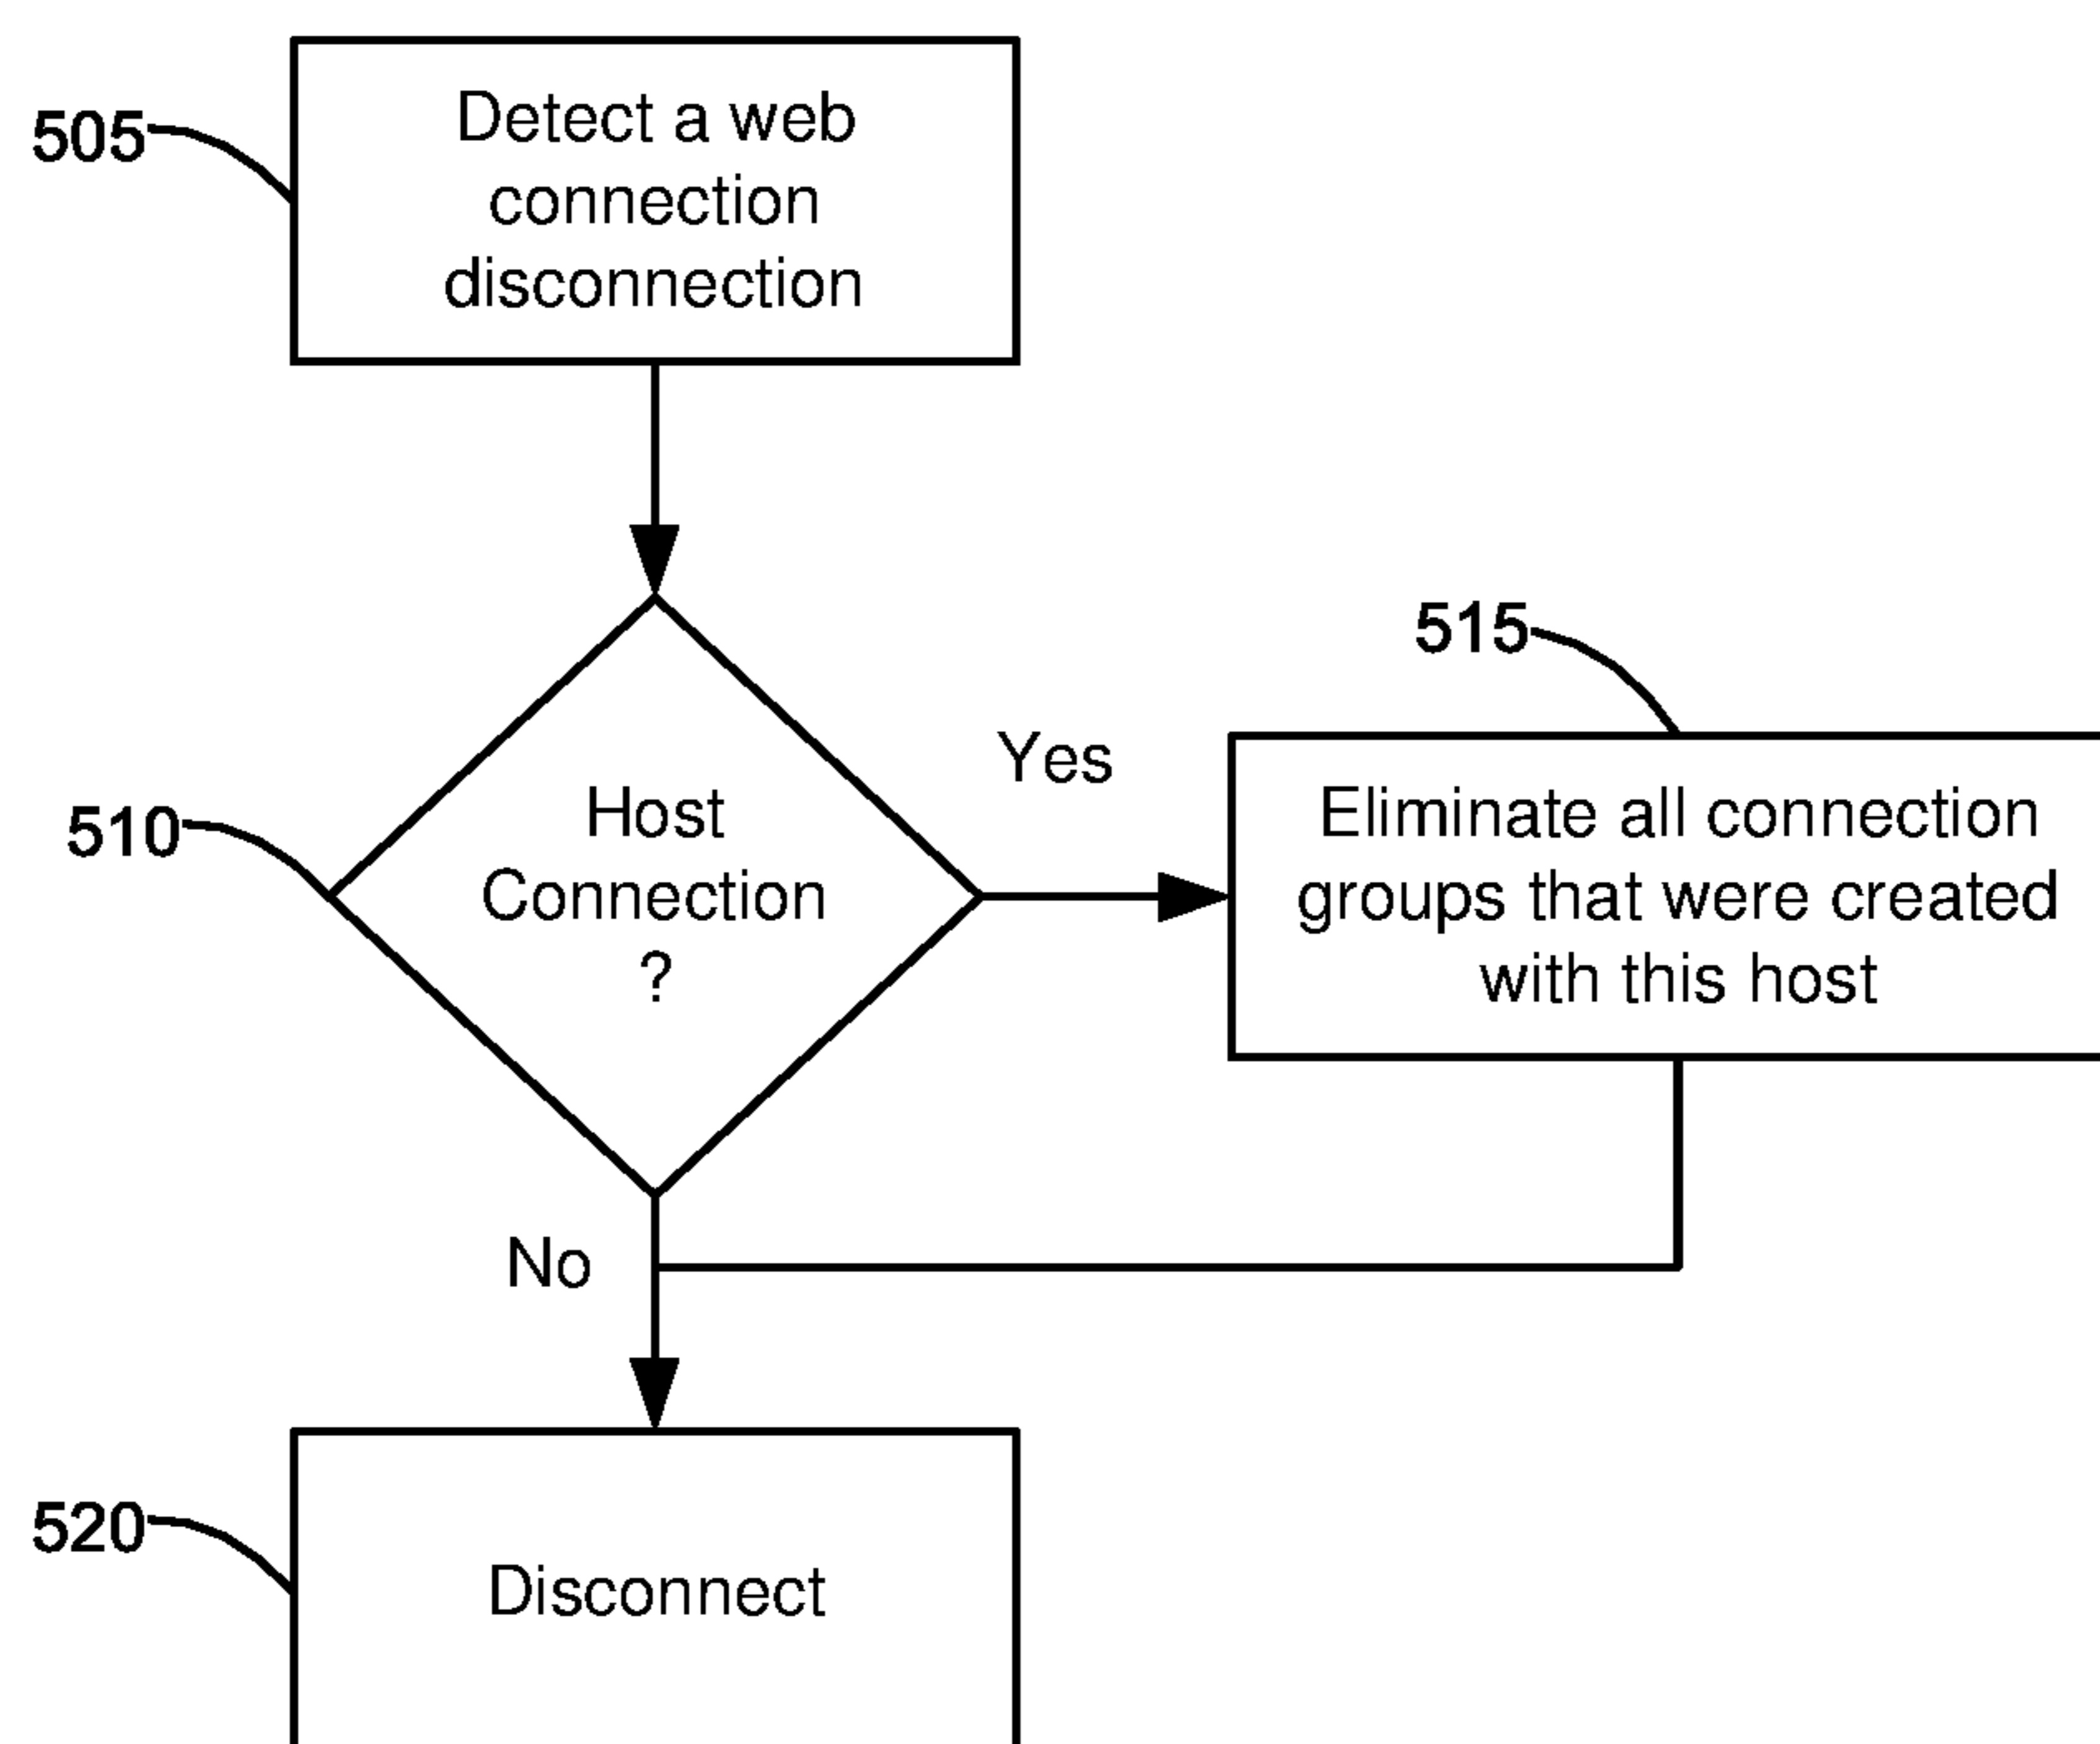 505
Detect a web
connection
disconnection
510
Host
Connection
?
Yes
515
Eliminate all connection
groups that were created
with this host
No
520
Disconnect